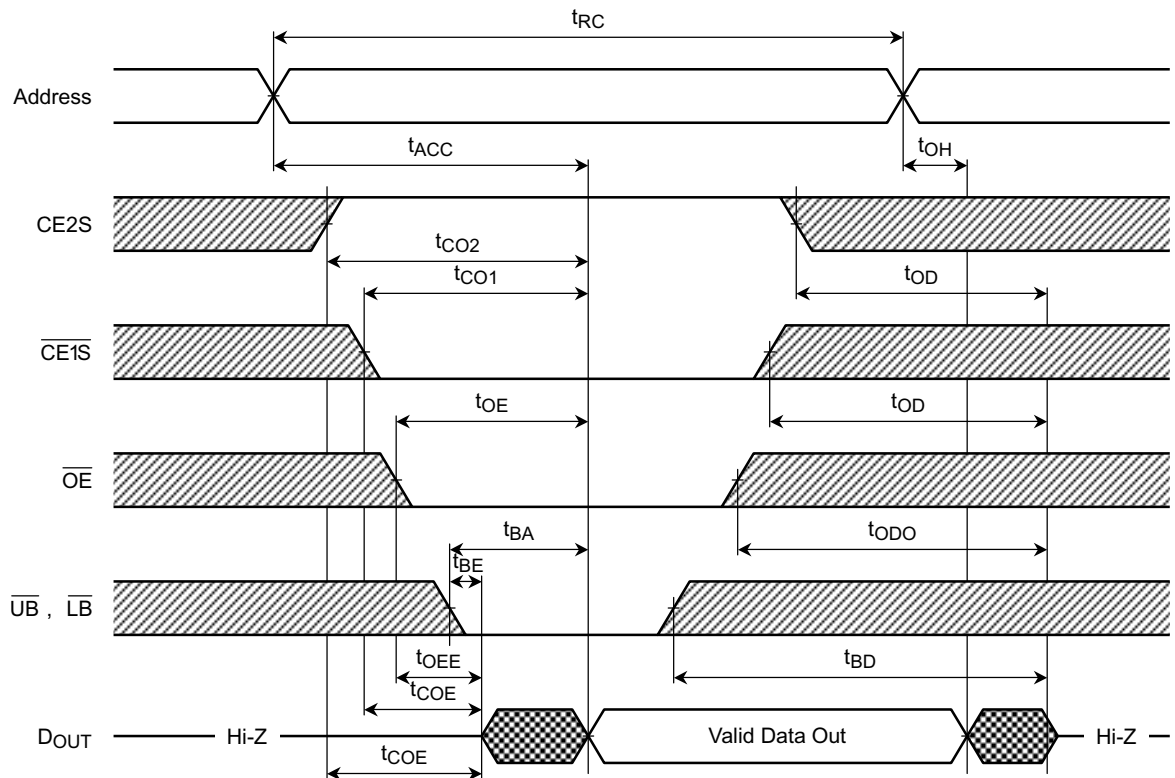 tRC
Address
tACC
tOH
CE2S
tCO2
tCO1
tOD
CE1S
tOE
tOD
OE
tBA
tODO
tBE
UB , LB
tOEE
tBD
tCOE
DOUT
Hi-Z
Valid Data Out
Hi-Z
tCOE